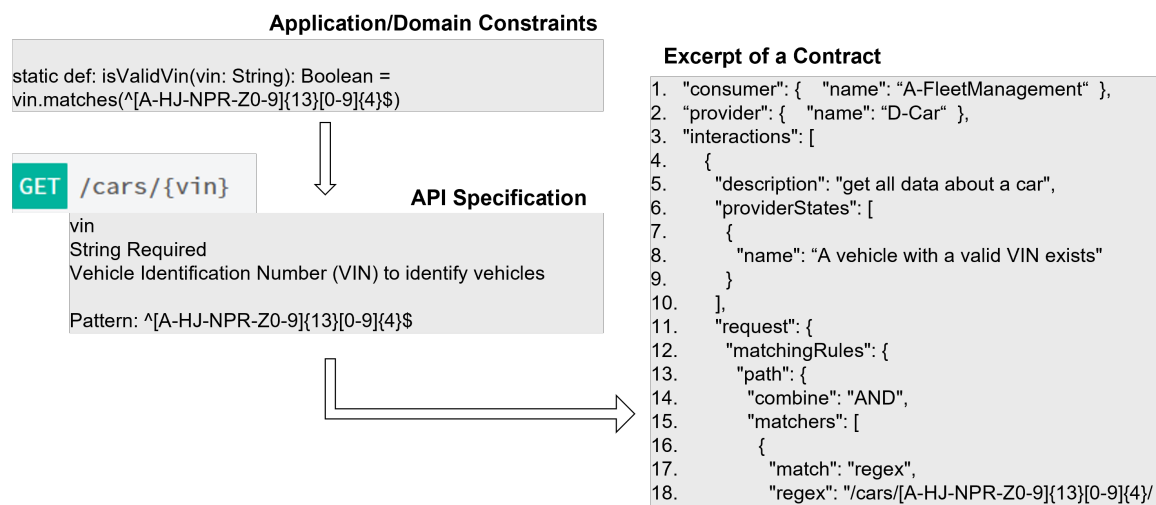 Application/Domain Constraints
static def: isValidVin(vin: String): Boolean =
vin.matches(^[A-HJ-NPR-Z0-9]{13}[0-9]{4}$)
GET /cars/{vin}
API Specification
vin
String Required
Vehicle Identification Number (VIN) to identify vehicles
Pattern: ^[A-HJ-NPR-Z0-9]{13}[0-9]{4}$
Excerpt of a Contract
1. "consumer": { "name": “A-FleetManagement“ },
2. “provider": { "name": “D-Car“ },
3. "interactions": [
4. {
5. "description": "get all data about a car",
6. "providerStates": [
7. {
8. "name": “A vehicle with a valid VIN exists"
9. }
10. ],
11. "request": {
12. "matchingRules": {
13. "path": {
14. "combine": "AND",
15. "matchers": [
16. {
17. "match": "regex",
18. "regex": "/cars/[A-HJ-NPR-Z0-9]{13}[0-9]{4}/